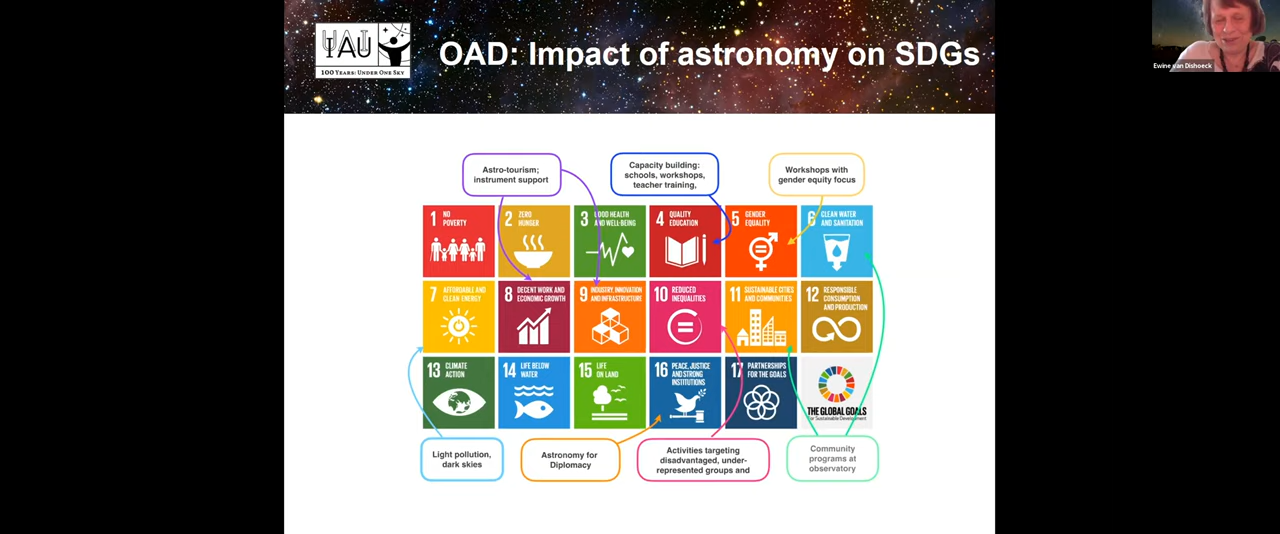 IAU
100 Years: Under One Sky
OAD: Impact of astronomy on SDGs
Ewine van Dishoeck
Astro-tourism;
instrument support
Capacity building:
schools, workshops,
teacher training,
Workshops with
gender equity focus
1 NO
POVERTY
2 ZERO
HUNGER
3 GOOD HEALTH
AND WELL-BEING
4 QUALITY
EDUCATION
5 GENDER
EQUALITY
6 CLEAN WATER
AND SANITATION
7 AFFORDABLE AND
CLEAN ENERGY
8 DECENT WORK AND
ECONOMIC GROWTH
9 INDUSTRY, INNOVATION
AND INFRASTRUCTURE
10 REDUCED
INEQUALITIES
11 SUSTAINABLE CITIES
AND COMMUNITIES
12 RESPONSIBLE
CONSUMPTION
AND PRODUCTION
13 CLIMATE
ACTION
14 LIFE BELOW
WATER
15 LIFE
ON LAND
16 PEACE, JUSTICE
AND STRONG
INSTITUTIONS
17 PARTNERSHIPS
FOR THE GOALS
THE GLOBAL GOALS
For Sustainable Development
Light pollution,
dark skies
Astronomy for
Diplomacy
Activities targeting
disadvantaged, under-
represented groups and
Community
programs at
observatory